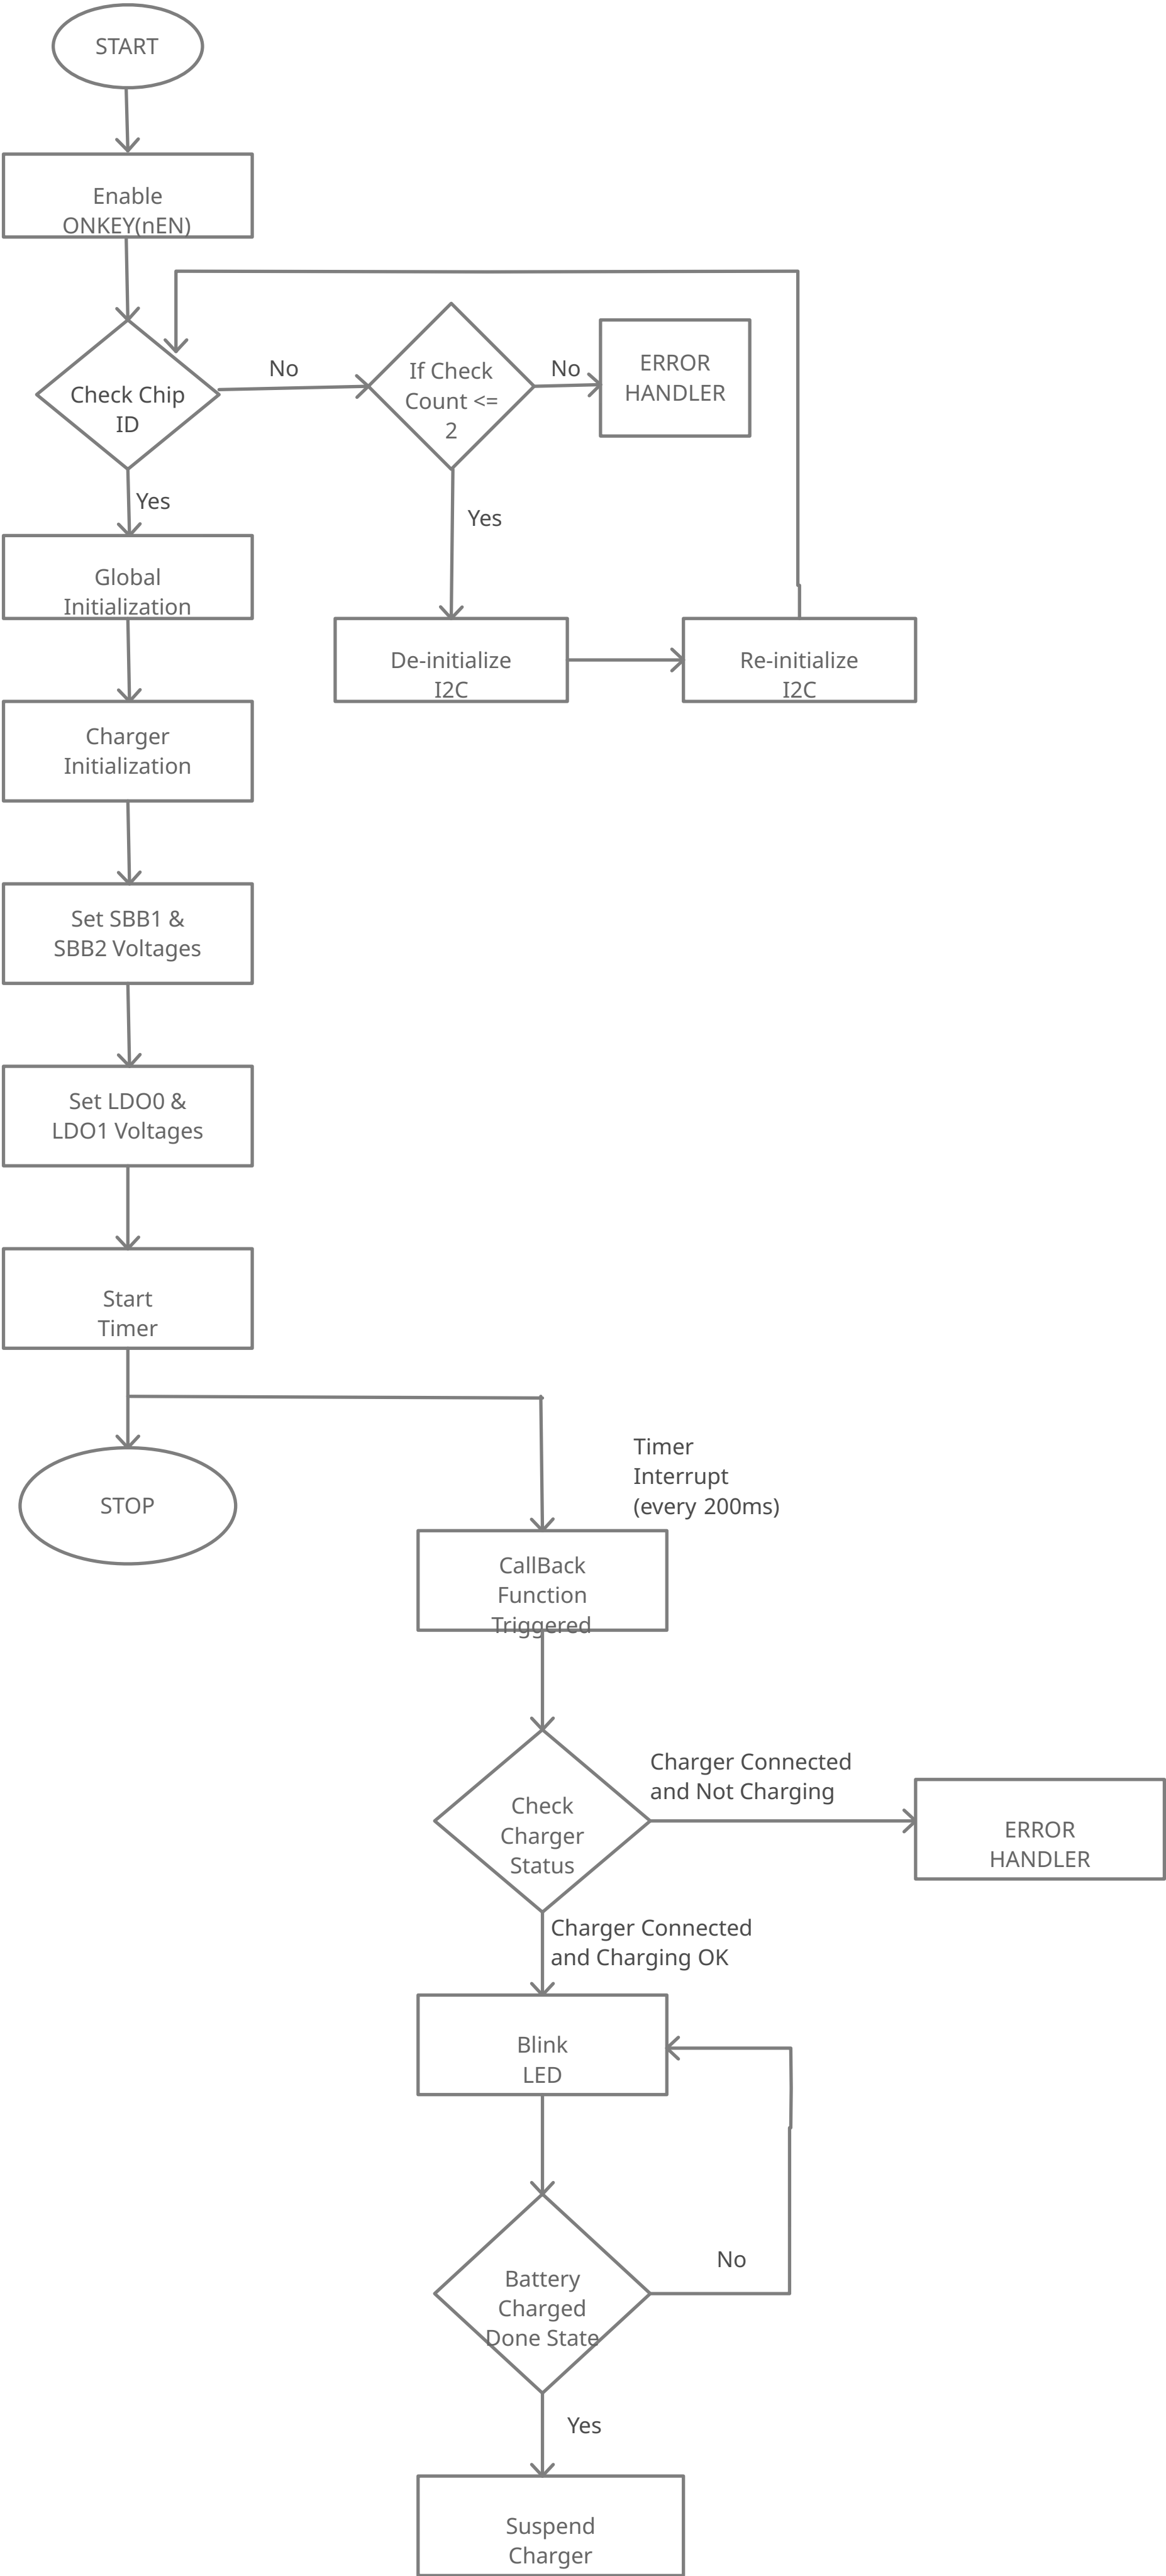 START
Enable
ONKEY(nEN)
Check Chip
ID
No
If Check
Count <=
2
No
ERROR
HANDLER
Yes
Yes
Global
Initialization
De-initialize
I2C
Re-initialize
I2C
Charger
Initialization
Set SBB1 &
SBB2 Voltages
Set LDO0 &
LDO1 Voltages
Start
Timer
STOP
Timer
Interrupt
(every 200ms)
CallBack
Function
Triggered
Check
Charger
Status
Charger Connected
and Not Charging
ERROR
HANDLER
Charger Connected
and Charging OK
Blink
LED
Battery
Charged
Done State
No
Yes
Suspend
Charger